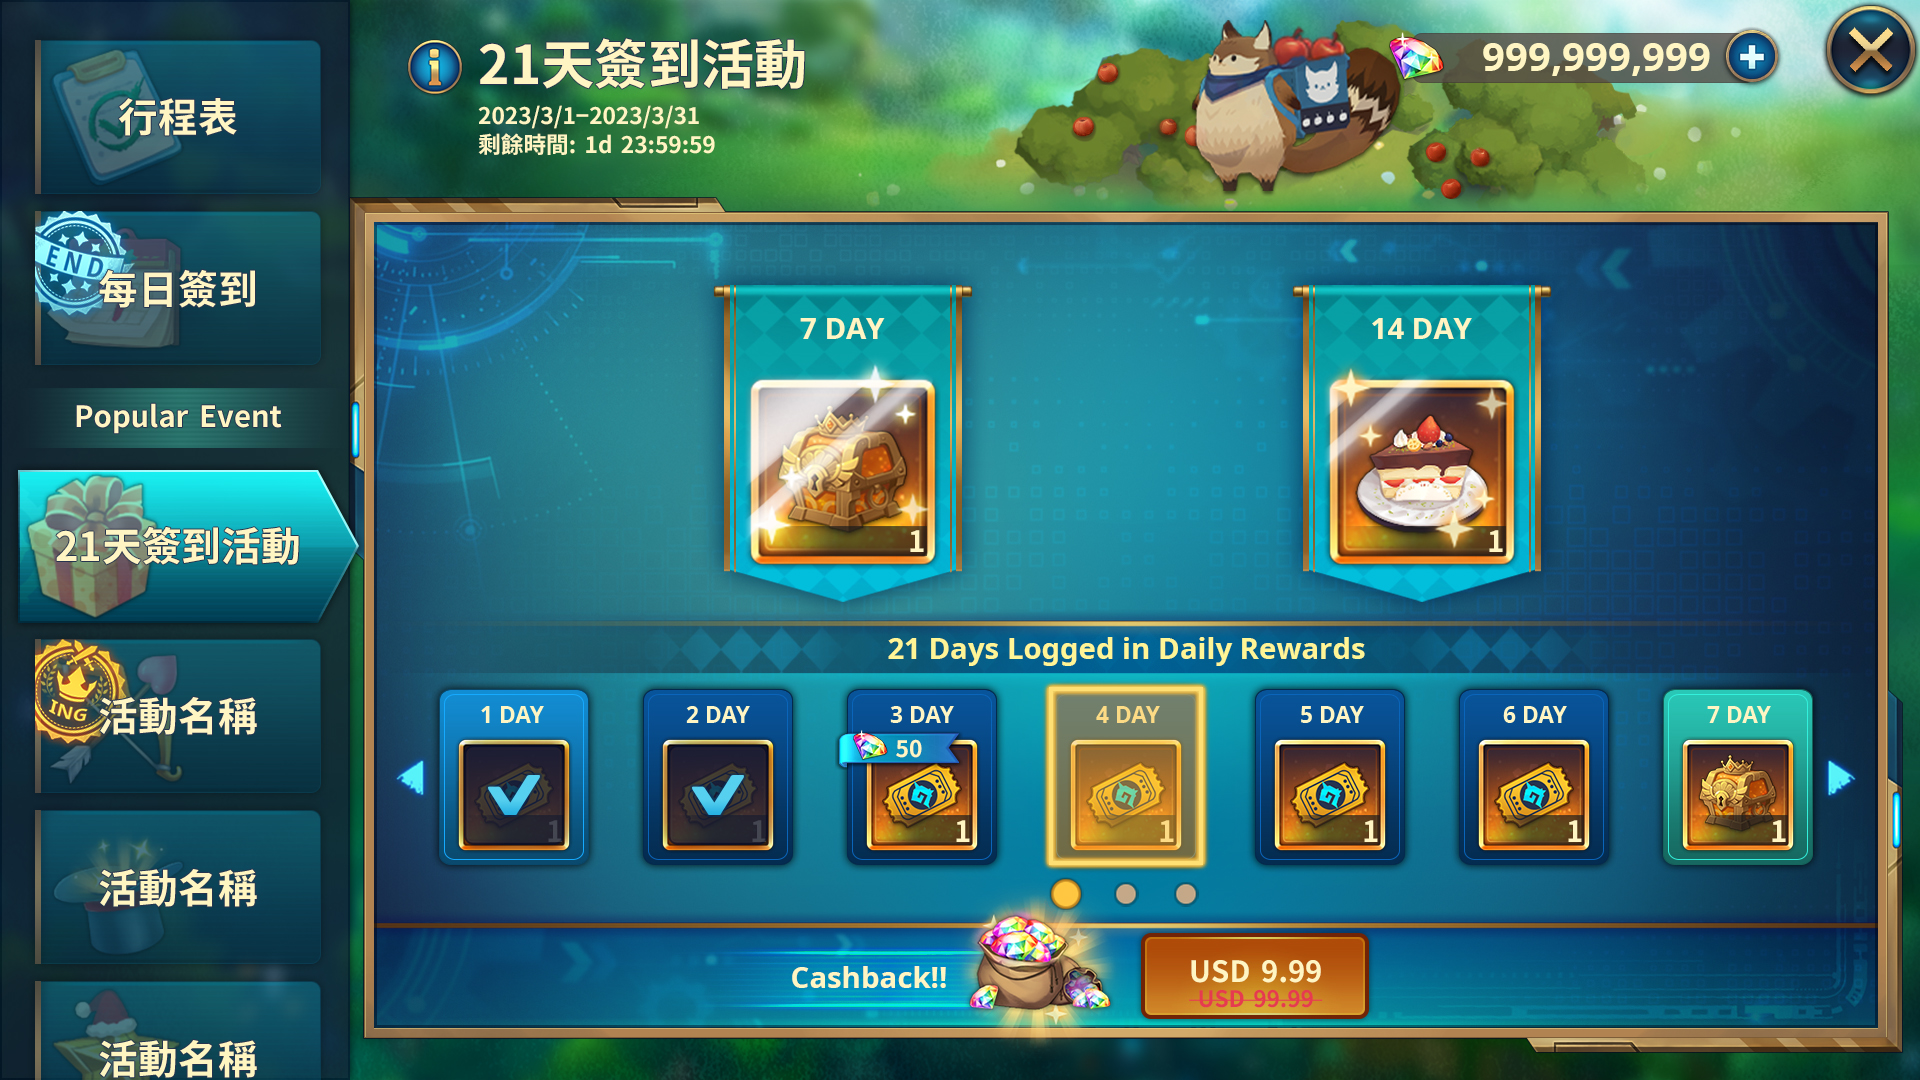 行程表
END
每日簽到
Popular Event
21天簽到活動
ING
活動名稱
活動名稱
活動名稱
21天簽到活動
2023/3/1-2023/3/31
剩餘時間: 1d 23:59:59
999,999,999
7 DAY
1
14 DAY
1
21 Days Logged in Daily Rewards
1 DAY
1
2 DAY
1
3 DAY
50
1
4 DAY
1
5 DAY
1
6 DAY
1
7 DAY
1
Cashback!!
USD 9.99
USD 99.99